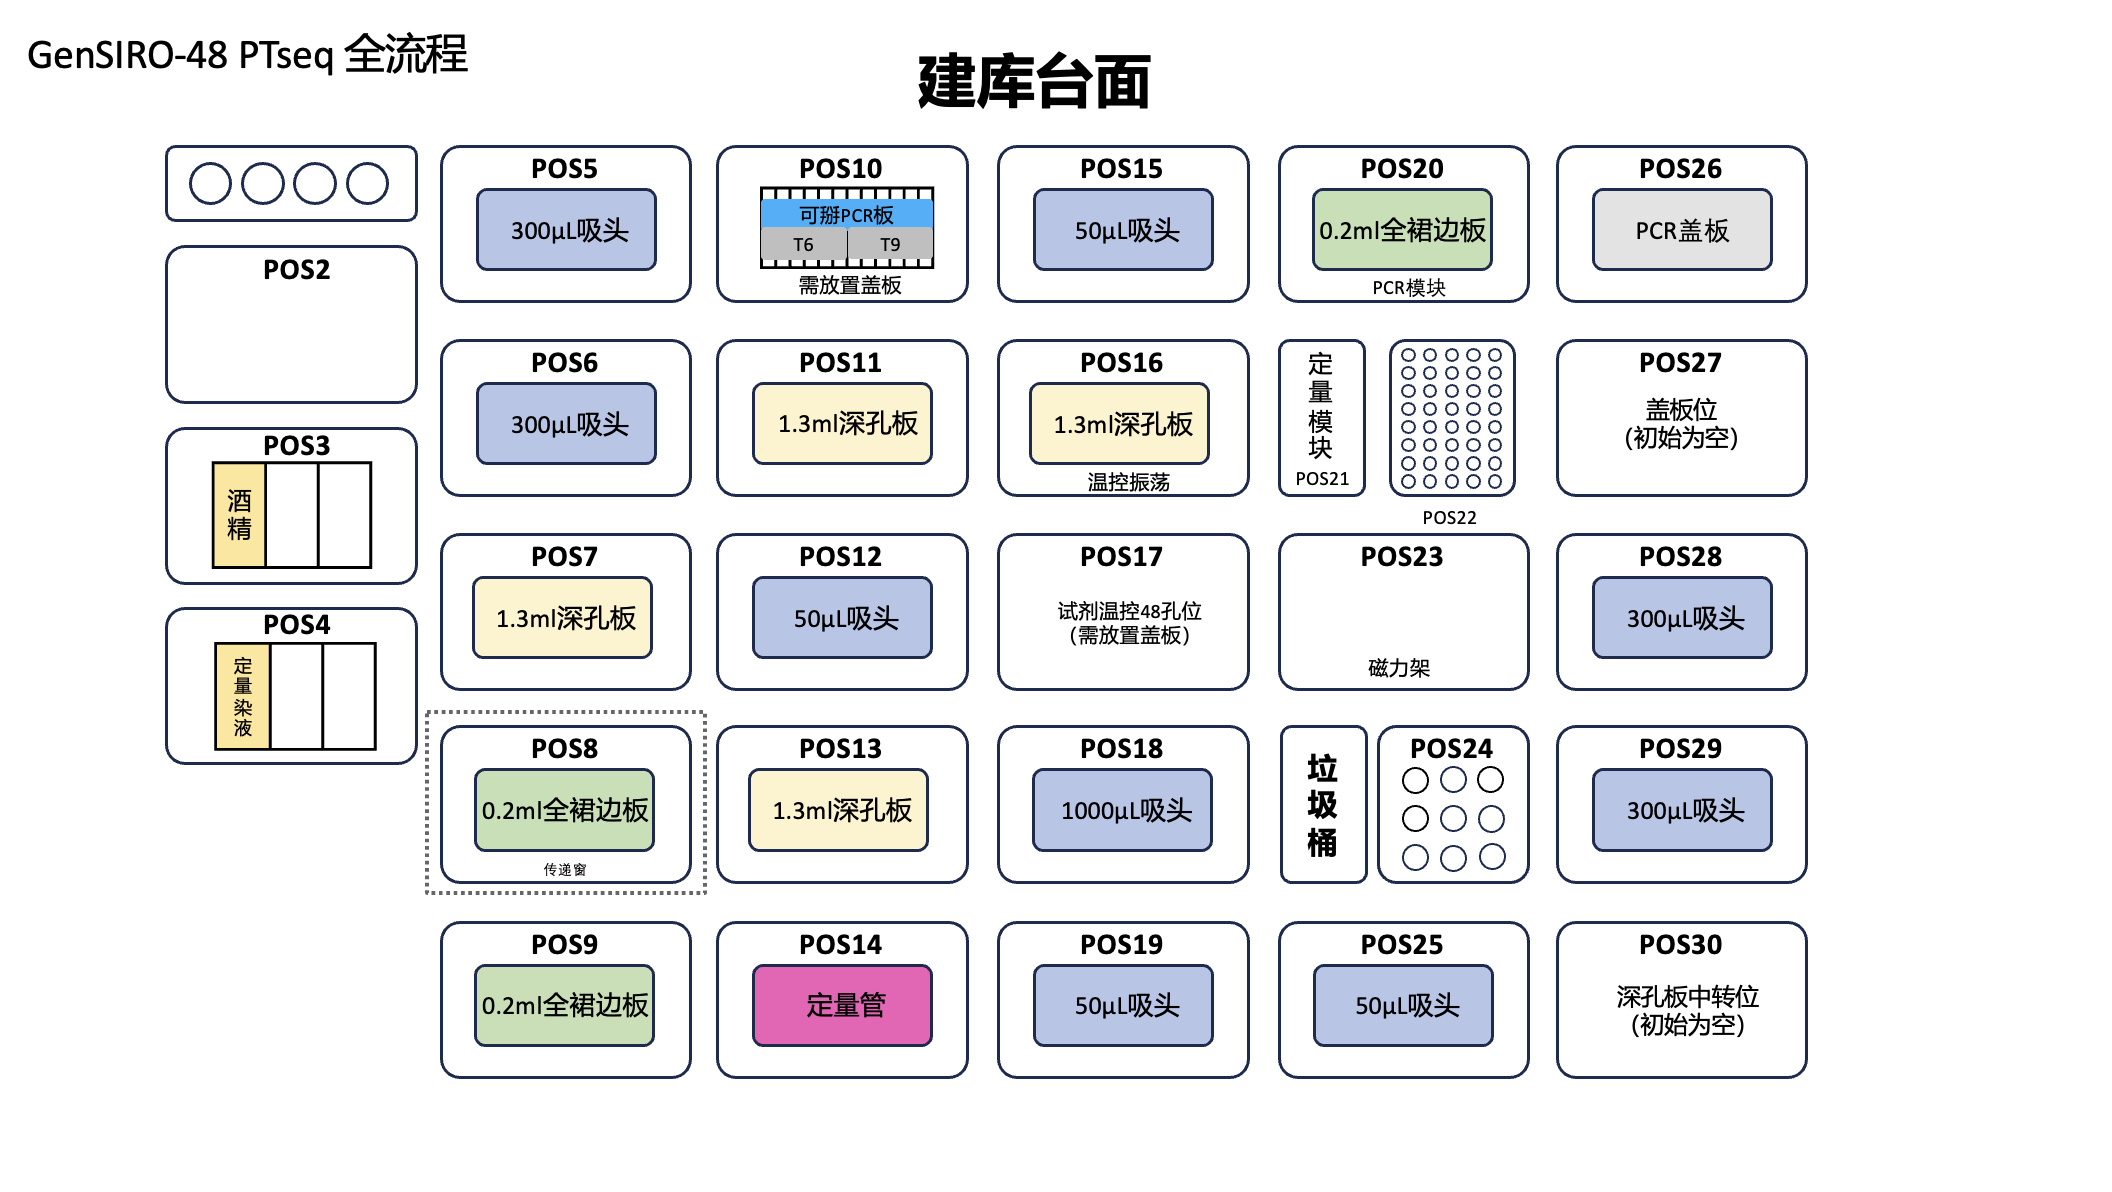 GenSIRO-48 PTseq 全流程
建库台面
POS2
POS3
酒
精
POS4
定
量
染
液
POS5
300μL吸头
POS6
300μL吸头
POS7
1.3ml深孔板
POS8
0.2ml全裙边板
传递窗
POS9
0.2ml全裙边板
POS10
可掰PCR板
T6
T9
需放置盖板
POS11
1.3ml深孔板
POS12
50μL吸头
POS13
1.3ml深孔板
POS14
定量管
POS15
50μL吸头
POS16
1.3ml深孔板
温控振荡
POS17
试剂温控48孔位
（需放置盖板）
POS18
1000μL吸头
POS19
50μL吸头
POS20
0.2ml全裙边板
PCR模块
定
量
模
块
POS21
POS22
POS23
磁力架
垃
圾
桶
POS24
POS25
50μL吸头
POS26
PCR盖板
POS27
盖板位
(初始为空）
POS28
300μL吸头
POS29
300μL吸头
POS30
深孔板中转位
(初始为空）